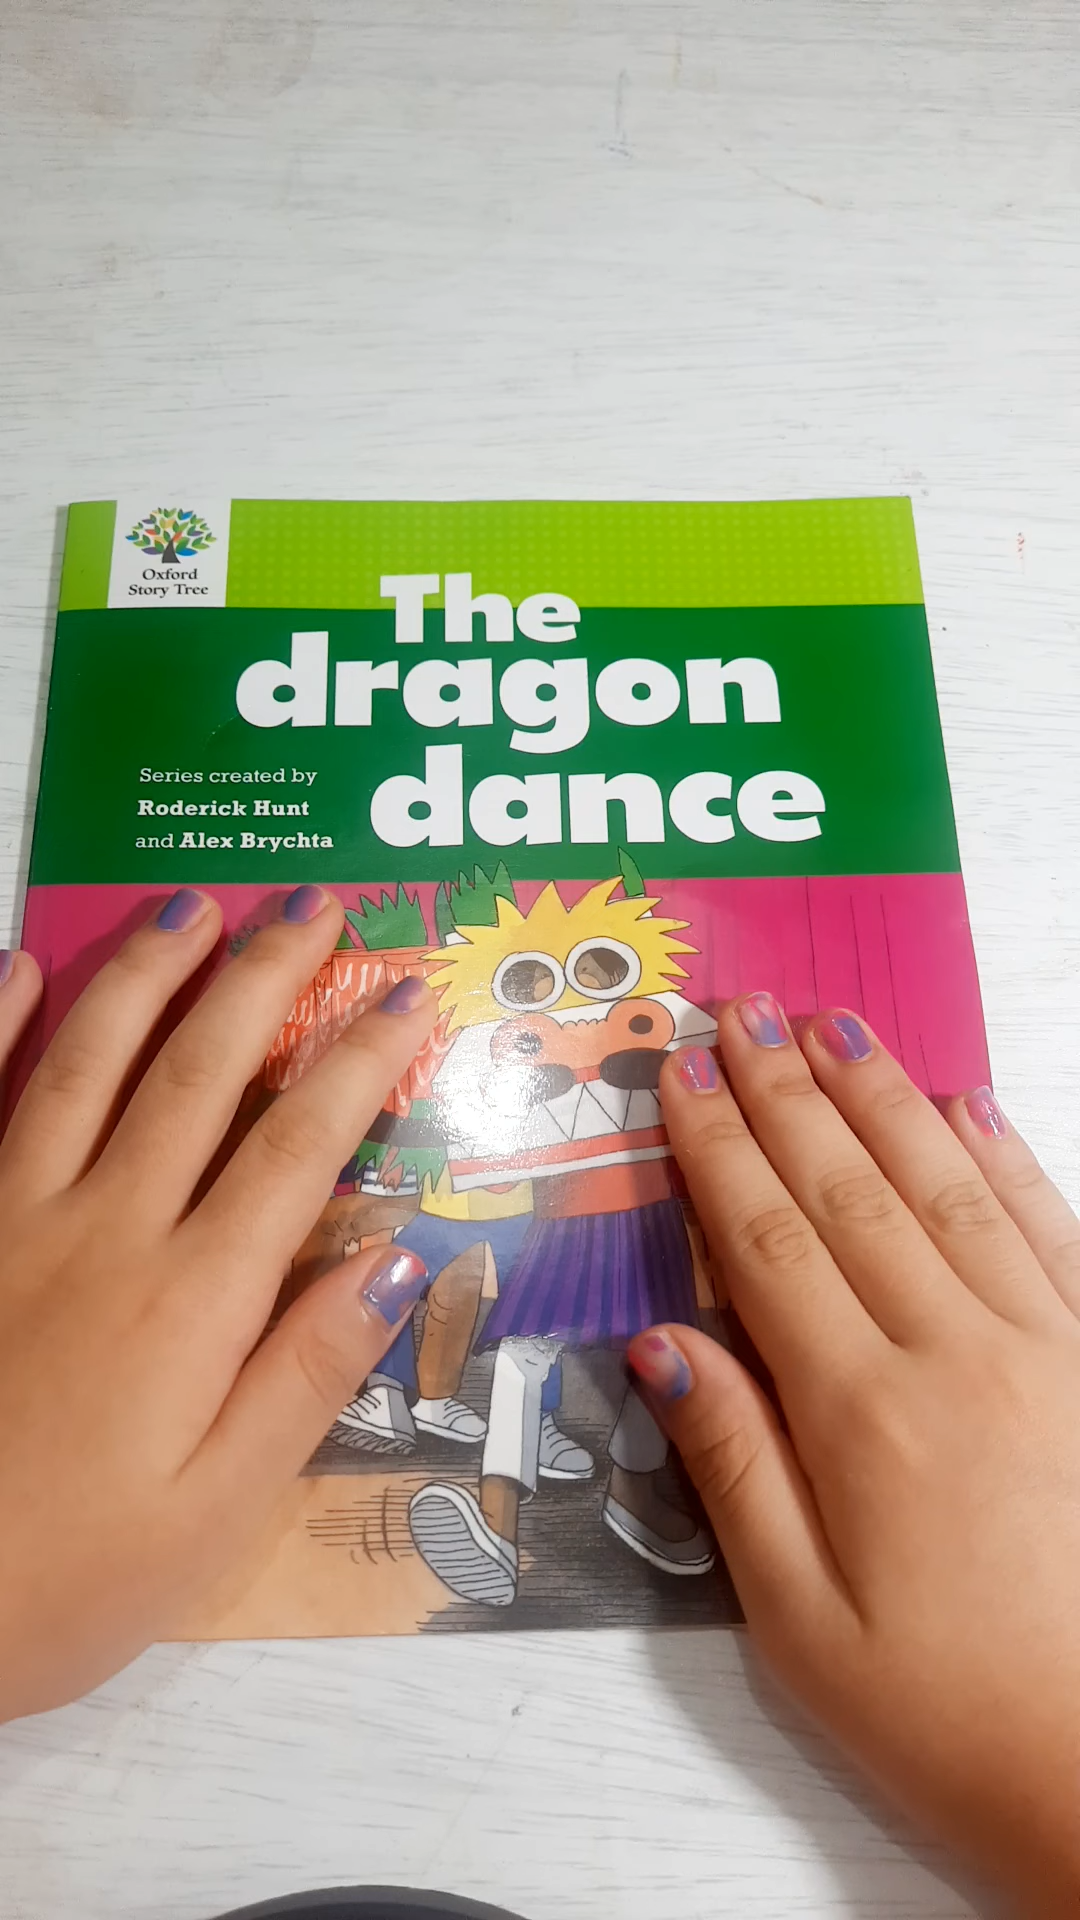 Oxford
Story Tree
The
dragon
dance
Series created by
Roderick Hunt
and Alex Brychta